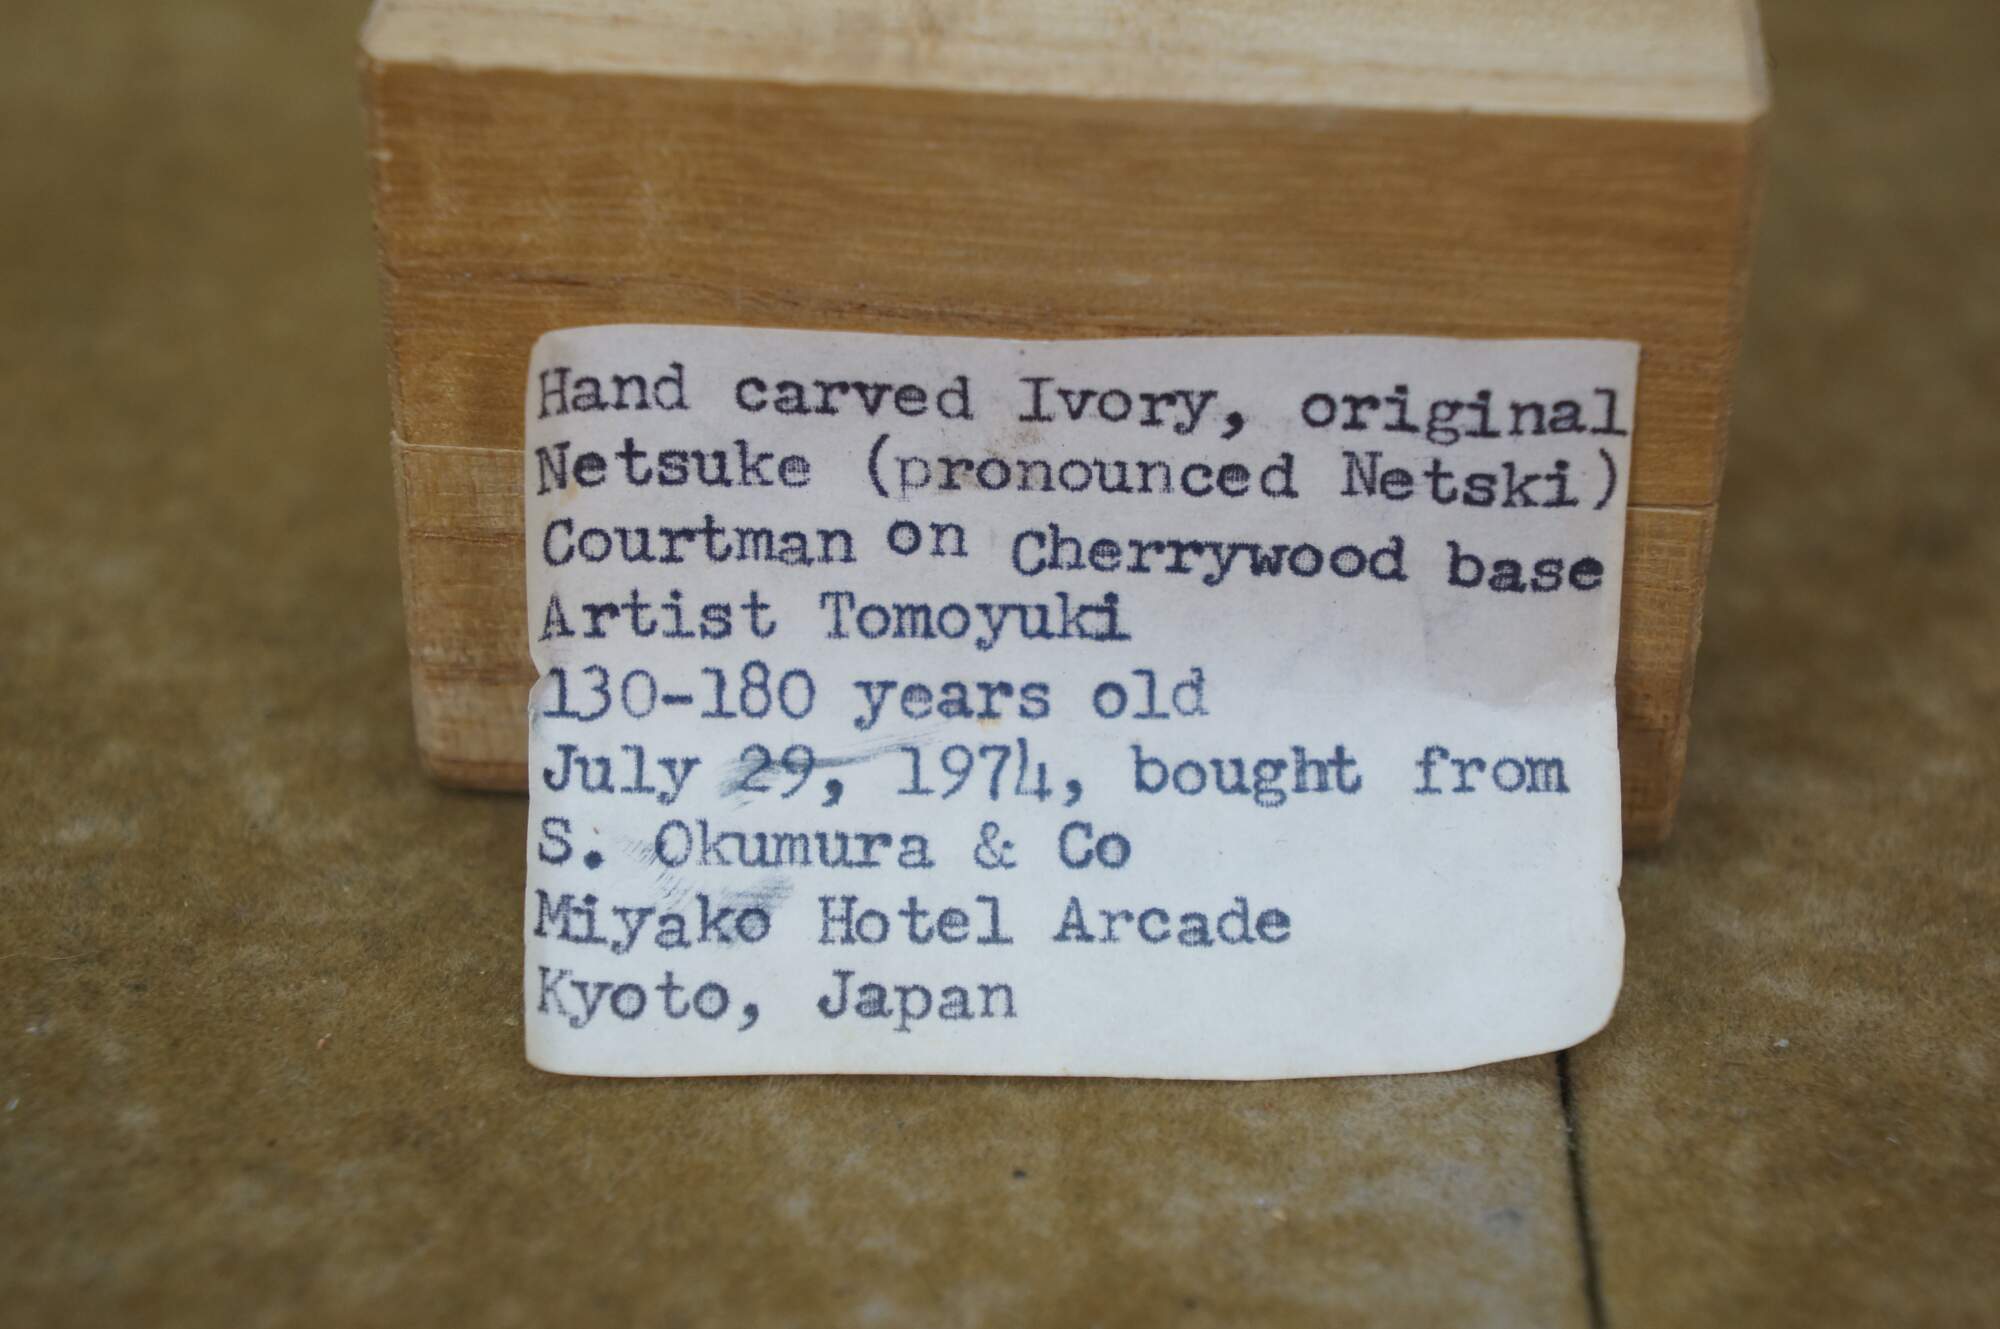 Hand carved Ivory, original
Netsuke (pronounced Netski)
Courtman on Cherrywood base
Artist Tomoyuki
130-180 years old
July 29, 1974, bought from
S. Okumura & Co
Miyako Hotel Arcade
Kyoto, Japan